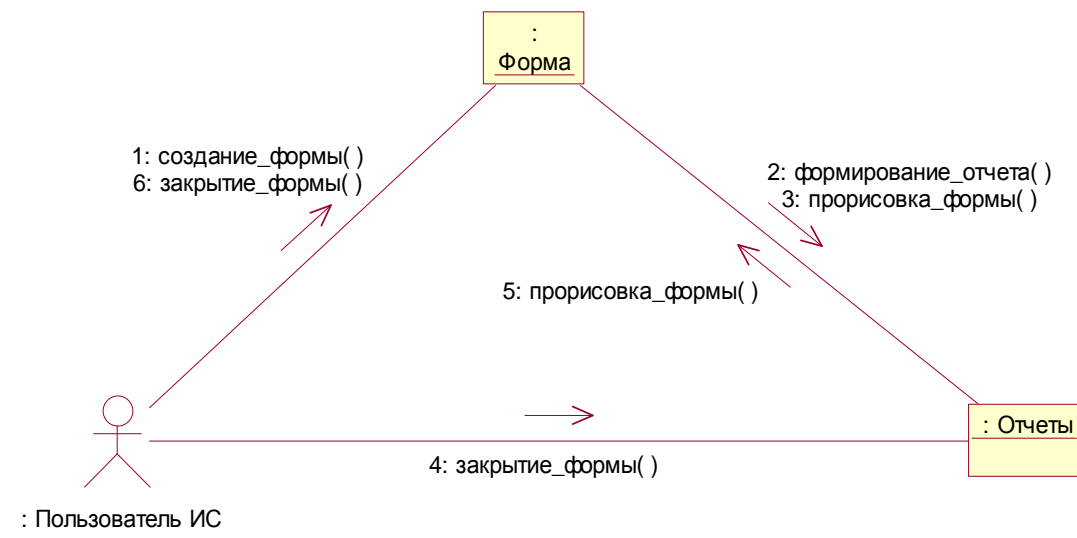 :
Форма
1: создание_формы( )
6: закрытие_формы( )
2: формирование_отчета( )
3: прорисовка_формы( )
5: прорисовка_формы( )
: Отчеты
4: закрытие_формы( )
: Пользователь ИС